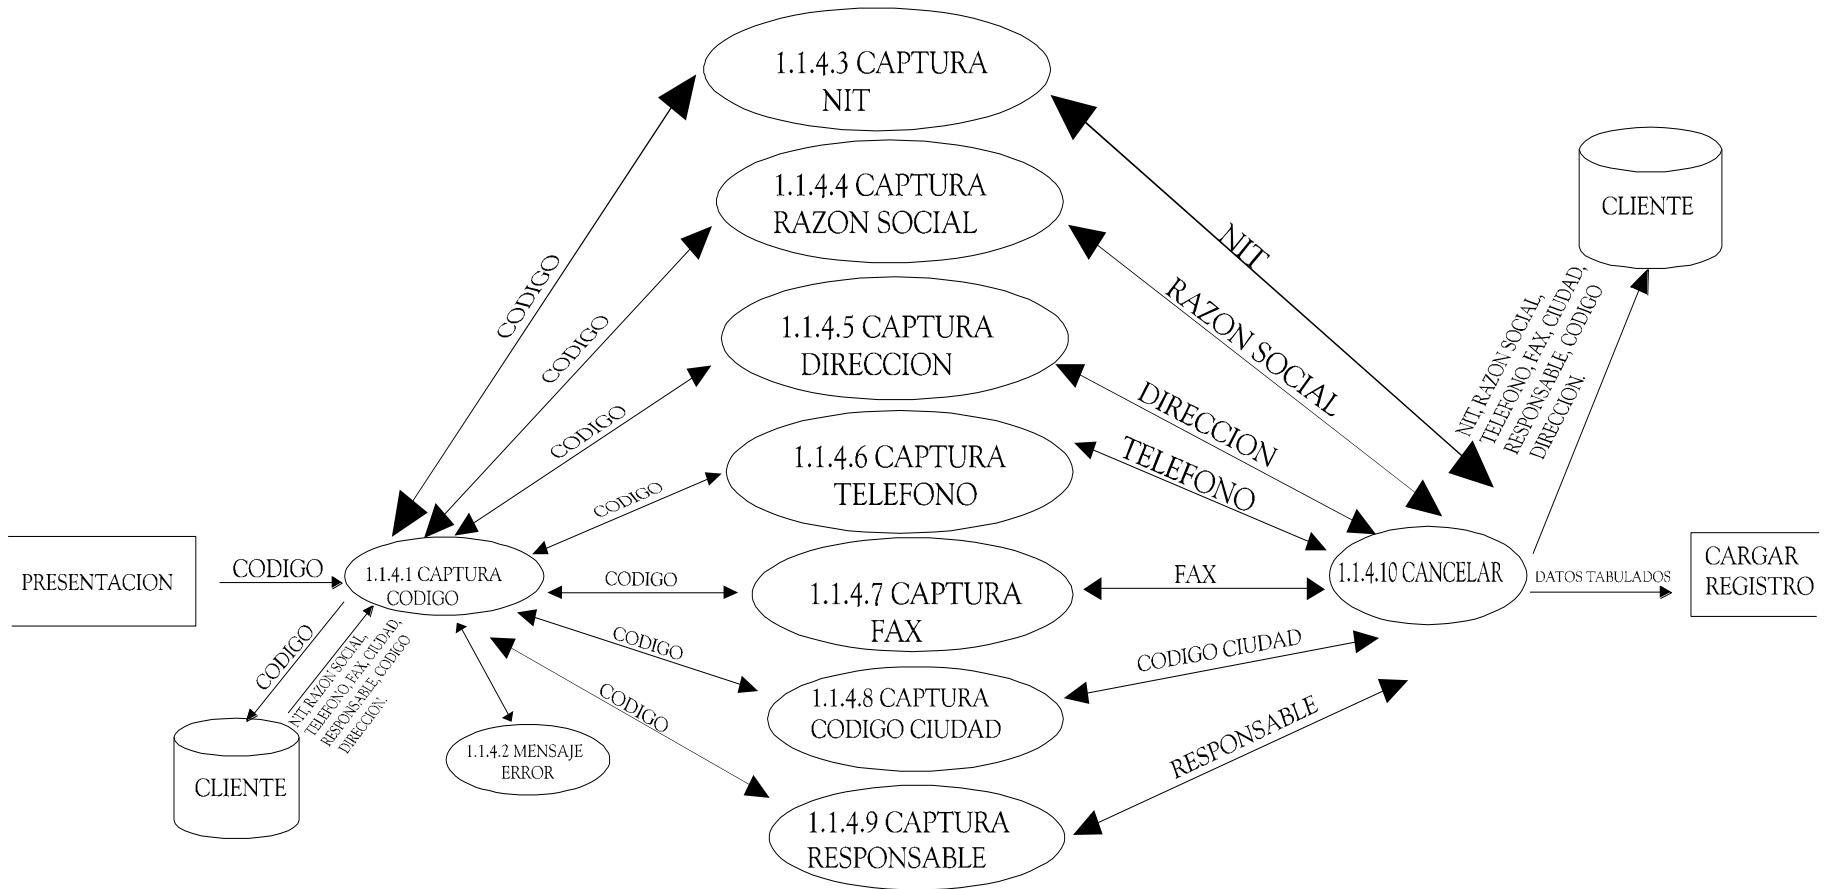 1.1.4.3 CAPTURA
NIT
1.1.4.4 CAPTURA
RAZON SOCIAL
1.1.4.5 CAPTURA
DIRECCION
1.1.4.6 CAPTURA
TELEFONO
1.1.4.7 CAPTURA
FAX
1.1.4.8 CAPTURA
CODIGO CIUDAD
1.1.4.9 CAPTURA
RESPONSABLE
CODIGO
CODIGO
CODIGO
CODIGO
CODIGO
CODIGO
CODIGO
PRESENTACION
CODIGO
1.1.4.1 CAPTURA
CODIGO
CODIGO
NIT, RAZON SOCIAL,
TELEFONO, FAX, CIUDAD,
RESPONSABLE, CODIGO
DIRECCION.
CLIENTE
1.1.4.2 MENSAJE
ERROR
NIT
RAZON SOCIAL
DIRECCION
TELEFONO
FAX
CODIGO CIUDAD
RESPONSABLE
1.1.4.10 CANCELAR
NIT, RAZON SOCIAL,
TELEFONO, FAX, CIUDAD,
RESPONSABLE, CODIGO
DIRECCION.
CLIENTE
DATOS TABULADOS
CARGAR
REGISTRO